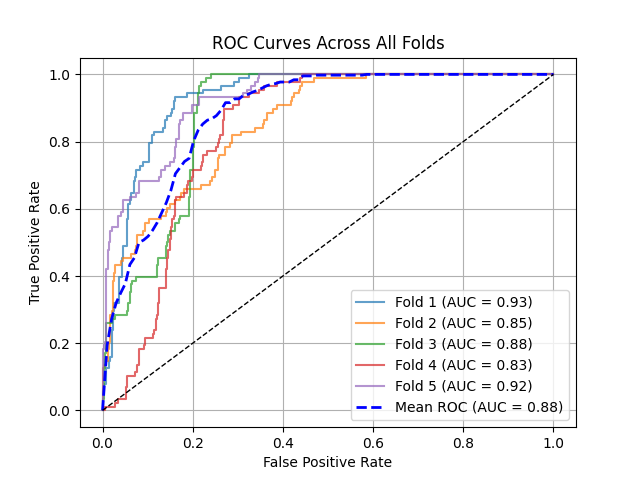 ROC Curves Across All Folds
True Positive Rate
1.0
0.8
0.6
0.4
0.2
0.0
Fold 1 (AUC = 0.93)
Fold 2 (AUC = 0.85)
Fold 3 (AUC = 0.88)
Fold 4 (AUC = 0.83)
Fold 5 (AUC = 0.92)
Mean ROC (AUC = 0.88)
0.0 0.2 0.4 0.6 0.8 1.0
False Positive Rate